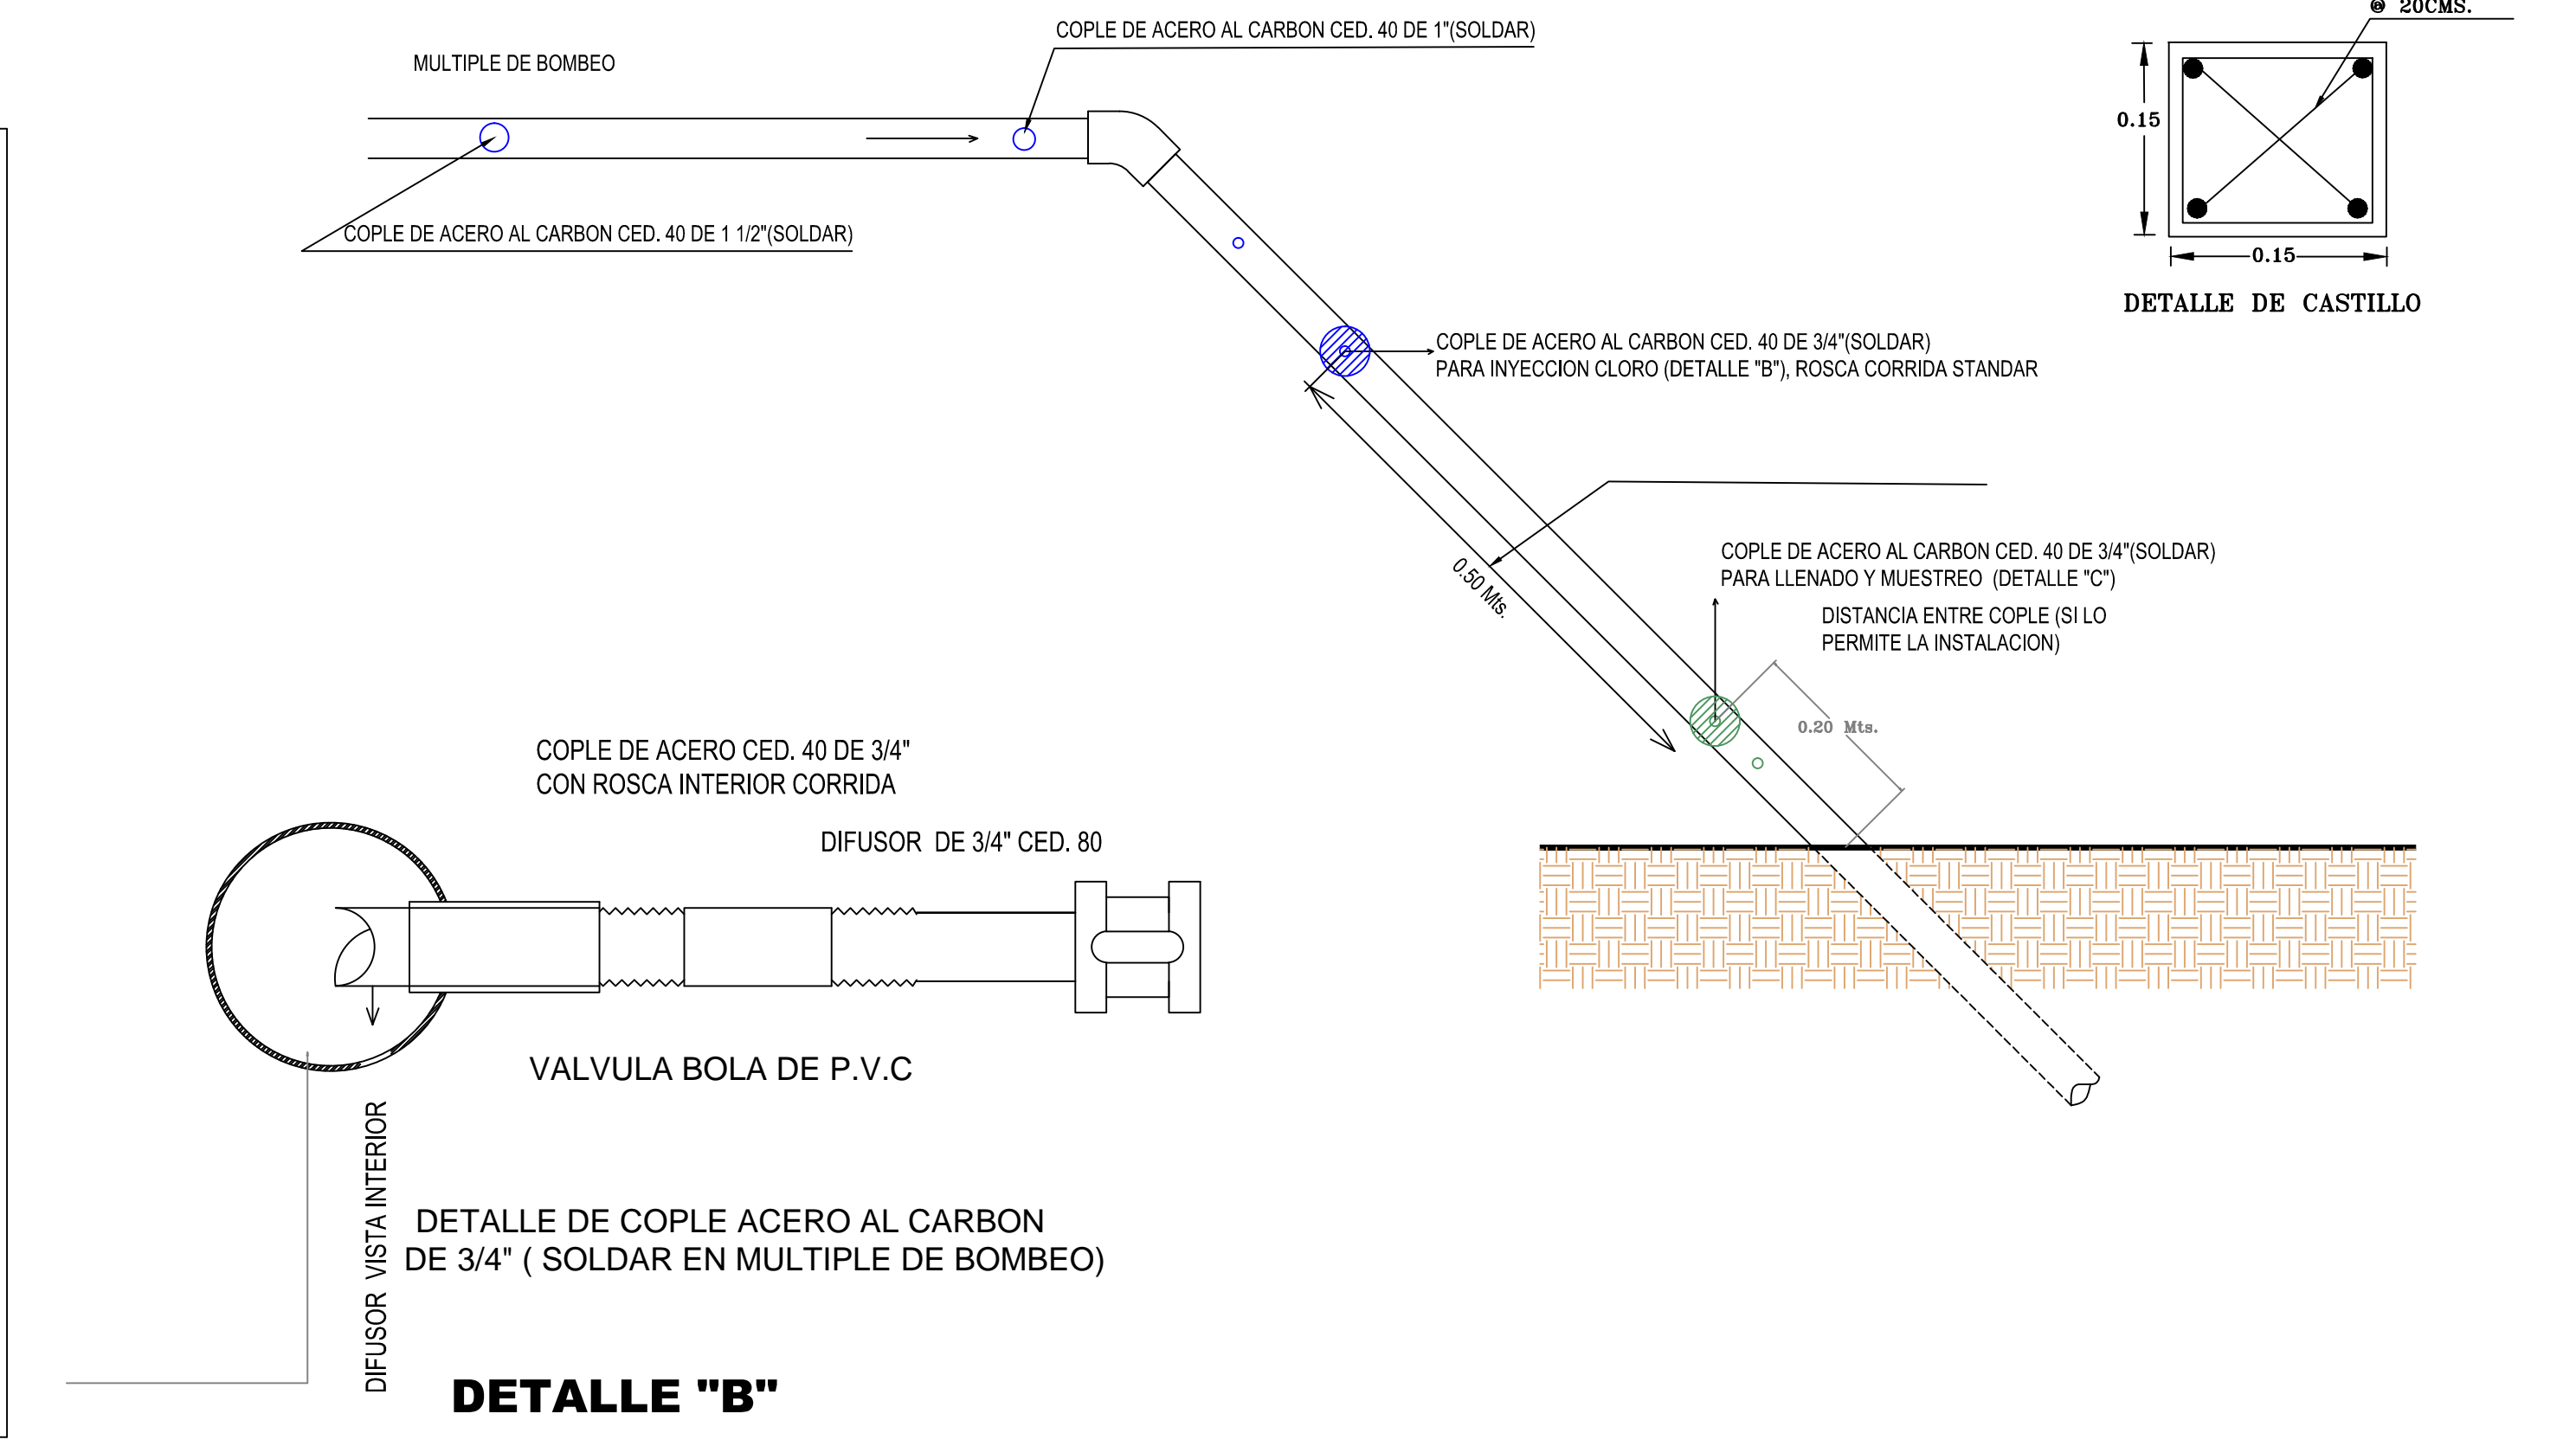 @ 20CMS.
COPLE DE ACERO AL CARBON CED. 40 DE 1"(SOLDAR)
MULTIPLE DE BOMBEO
0.15
COPLE DE ACERO AL CARBON CED. 40 DE 1 1/2"(SOLDAR)
0.15
DETALLE DE CASTILLO
COPLE DE ACERO AL CARBON CED. 40 DE 3/4"(SOLDAR)
PARA INYECCION CLORO (DETALLE "B"), ROSCA CORRIDA STANDAR
0.50 Mts.
COPLE DE ACERO AL CARBON CED. 40 DE 3/4"(SOLDAR)
PARA LLENADO Y MUESTREO (DETALLE "C")
DISTANCIA ENTRE COPLE (SI LO
PERMITE LA INSTALACION)
0.20 Mts.
COPLE DE ACERO CED. 40 DE 3/4"
CON ROSCA INTERIOR CORRIDA
DIFUSOR DE 3/4" CED. 80
VALVULA BOLA DE P.V.C
DIFUSOR VISTA INTERIOR
DETALLE DE COPLE ACERO AL CARBON
DE 3/4" ( SOLDAR EN MULTIPLE DE BOMBEO)
DETALLE "B"